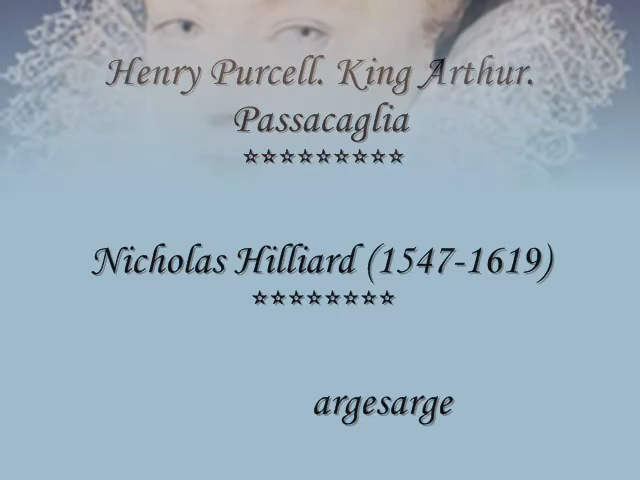 Henry Purcell. King Arthur.
Passacaglia
*********
Nicholas Hilliard (1547-1619)
********
argesarge